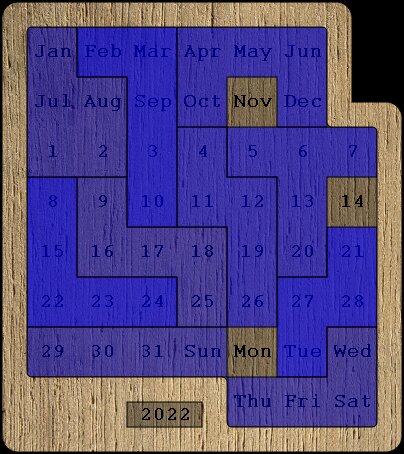 Jan Feb Mar Apr May Jun
Jul Aug Sep Oct Nov Dec
1 2 3 4 5 6 7
8 9 10 11 12 13 14
15 16 17 18 19 20 21
22 23 24 25 26 27 28
29 30 31 Sun Mon Tue Wed
Thu Fri Sat
2022